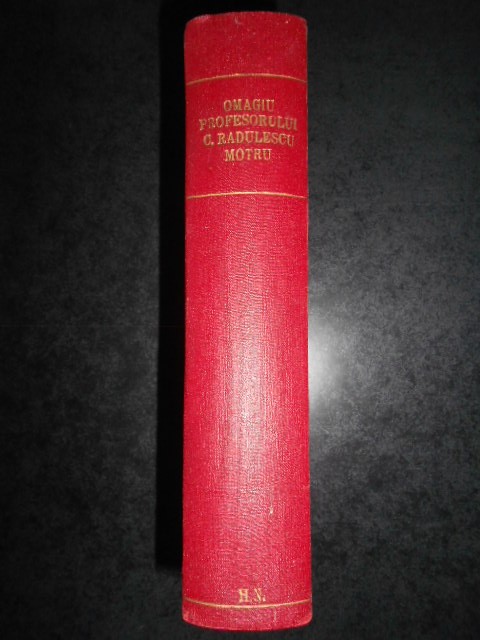 OMAGIU
PROFESORULUI
C. RADULESCU
MOTRU
H.N.